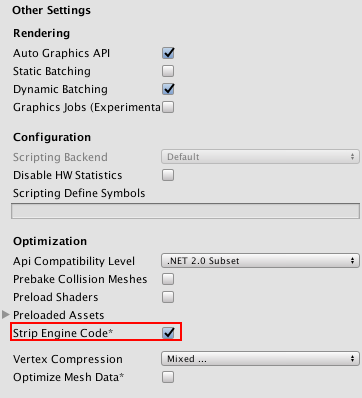 Other Settings
Rendering
Auto Graphics API
Static Batching
Dynamic Batching
Graphics Jobs (Experimenta
Configuration
Scripting Backend Default
Disable HW Statistics
Scripting Define Symbols
Optimization
Api Compatibility Level .NET 2.0 Subset
Prebake Collision Meshes
Preload Shaders
Preloaded Assets
Strip Engine Code*
Vertex Compression Mixed ...
Optimize Mesh Data*